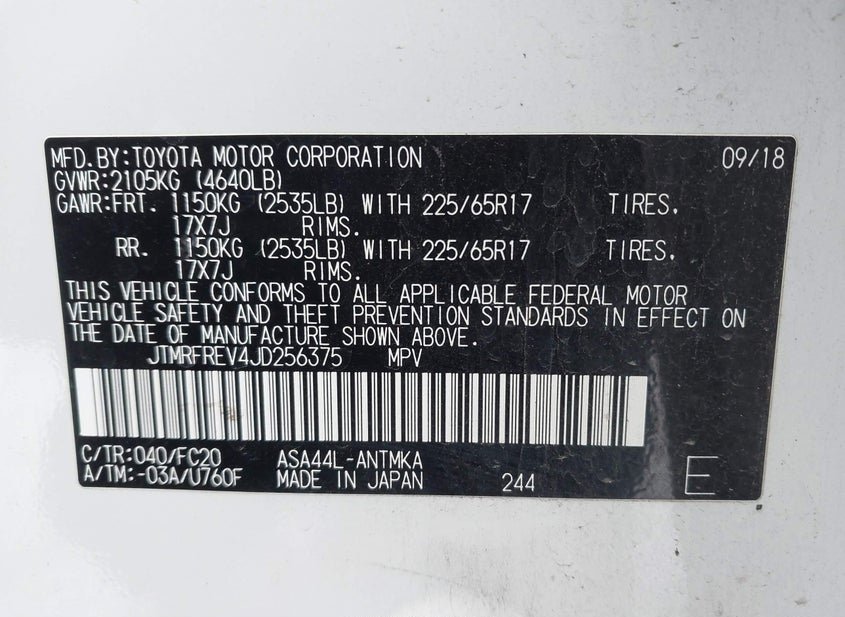 MFD.BY:TOYOTA MOTOR CORPORATION 09/18
GVWR:2105KG (4640LB)
GAWR:FRT. 1150KG (2535LB) WITH 225/65R17 TIRES,
17X7J RIMS.
RR. 1150KG (2535LB) WITH 225/65R17 TIRES,
17X7J RIMS.
THIS VEHICLE CONFORMS TO ALL APPLICABLE FEDERAL MOTOR
VEHICLE SAFETY AND THEFT PREVENTION STANDARDS IN EFFECT ON
THE DATE OF MANUFACTURE SHOWN ABOVE.
JTMRFREV4JD256375 MPV
C/TR:040/FC20 ASA44L-ANTMKA
A/TM:-03A/U760F MADE IN JAPAN 244 E